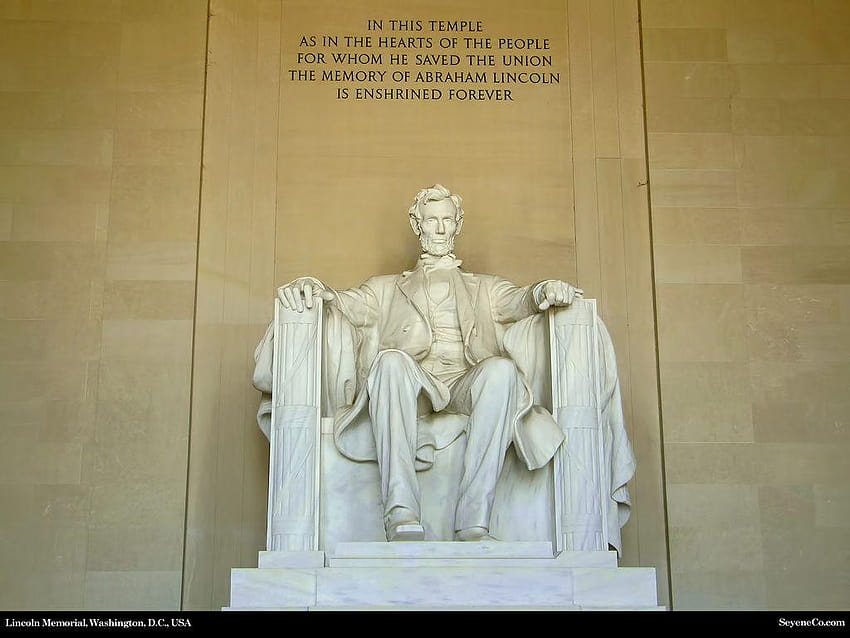 IN THIS TEMPLE
AS IN THE HEARTS OF THE PEOPLE
FOR WHOM HE SAVED THE UNION
THE MEMORY OF ABRAHAM LINCOLN
IS ENSHRINED FOREVER
Lincoln Memorial, Washington, D.C., USA
SeyeneCo.com